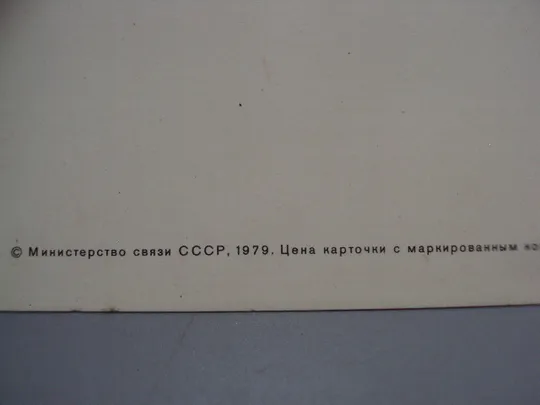 © Министерство связи СССР, 1979. Цена карточки с маркированным